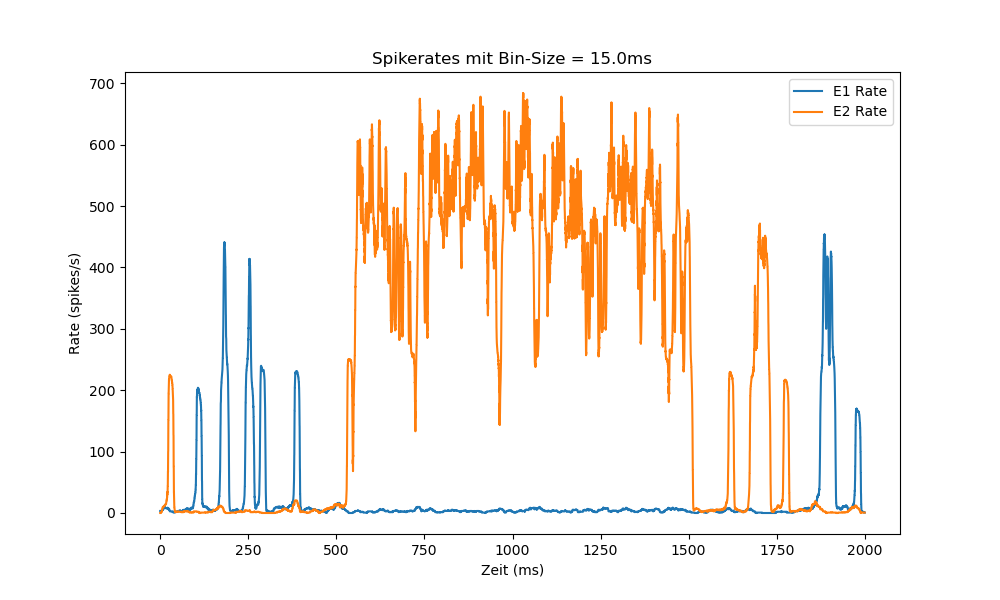 Spikerates mit Bin-Size = 15.0ms
E1 Rate
E2 Rate
700
600
500
400
300
200
100
0
Rate (spikes/s)
0 250 500 750 1000 1250 1500 1750 2000
Zeit (ms)